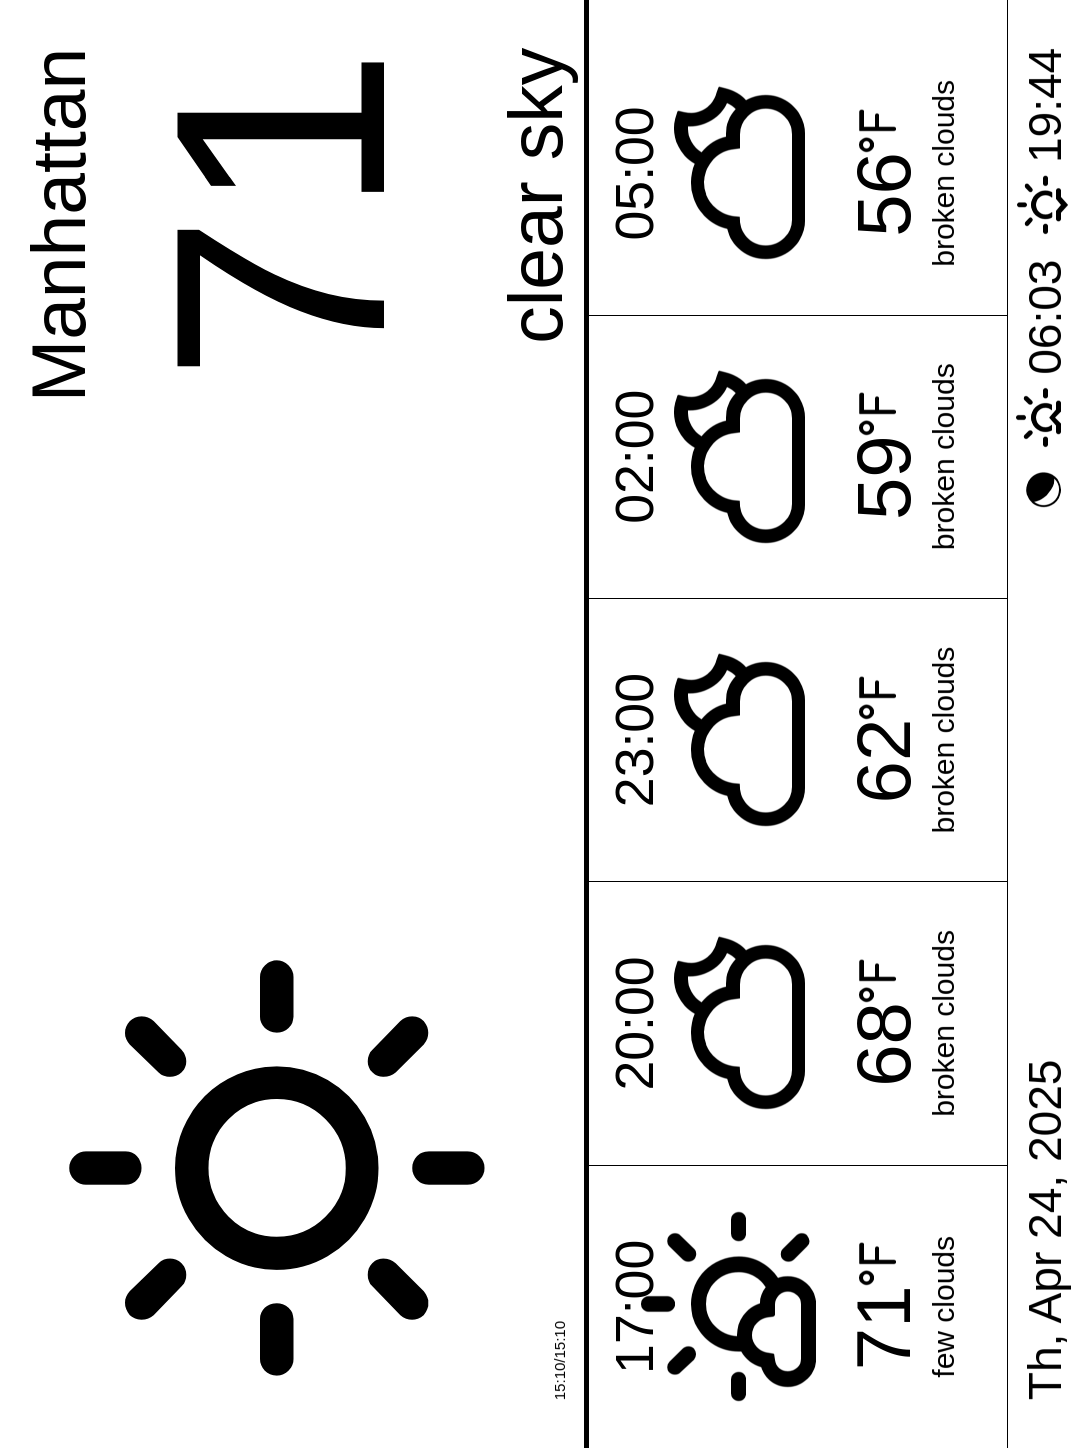 Manhattan
71
clear sky
15:10/15:10
17:00
71°F
few clouds
20:00
68°F
broken clouds
23:00
62°F
broken clouds
02:00
59°F
broken clouds
05:00
56°F
broken clouds
Th, Apr 24, 2025
06:03 19:44